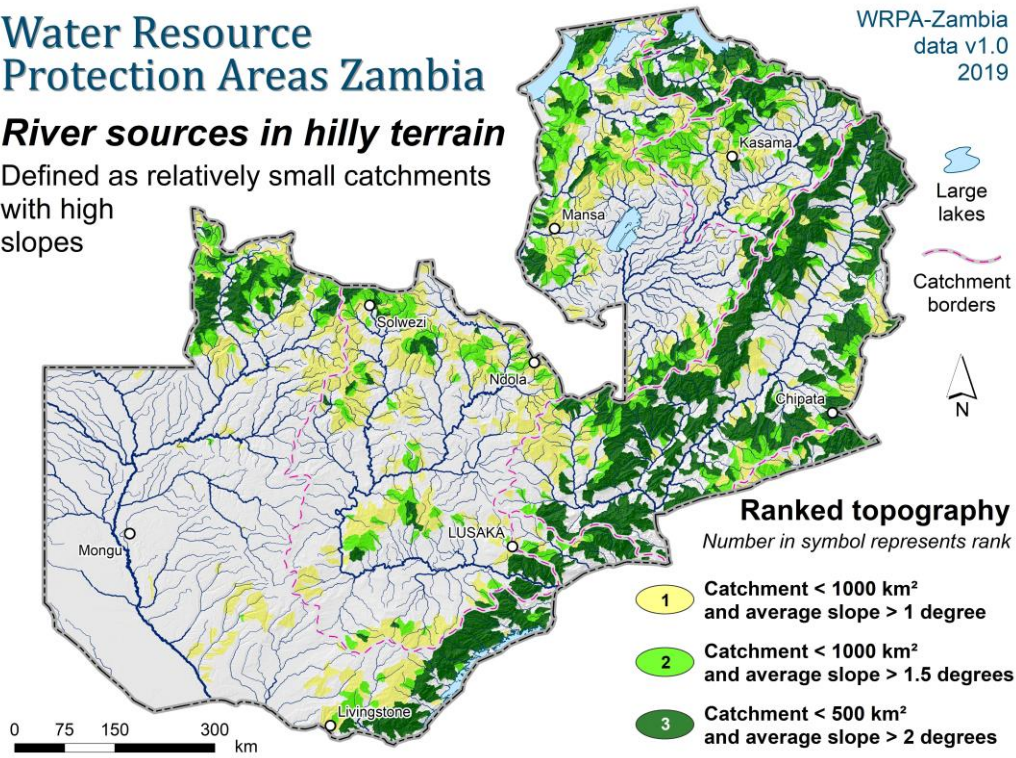 Water Resource
Protection Areas Zambia
River sources in hilly terrain
Defined as relatively small catchments
with high
slopes
WRPA-Zambia
data v1.0
2019
Large
lakes
Catchment
borders
N
Kasama
Mansa
Solwezi
Ndola
Chipata
LUSAKA
Mongu
Livingstone
Ranked topography
Number in symbol represents rank
1 Catchment < 1000 km²
and average slope > 1 degree
2 Catchment < 1000 km²
and average slope > 1.5 degrees
3 Catchment < 500 km²
and average slope > 2 degrees
0 75 150 300
km